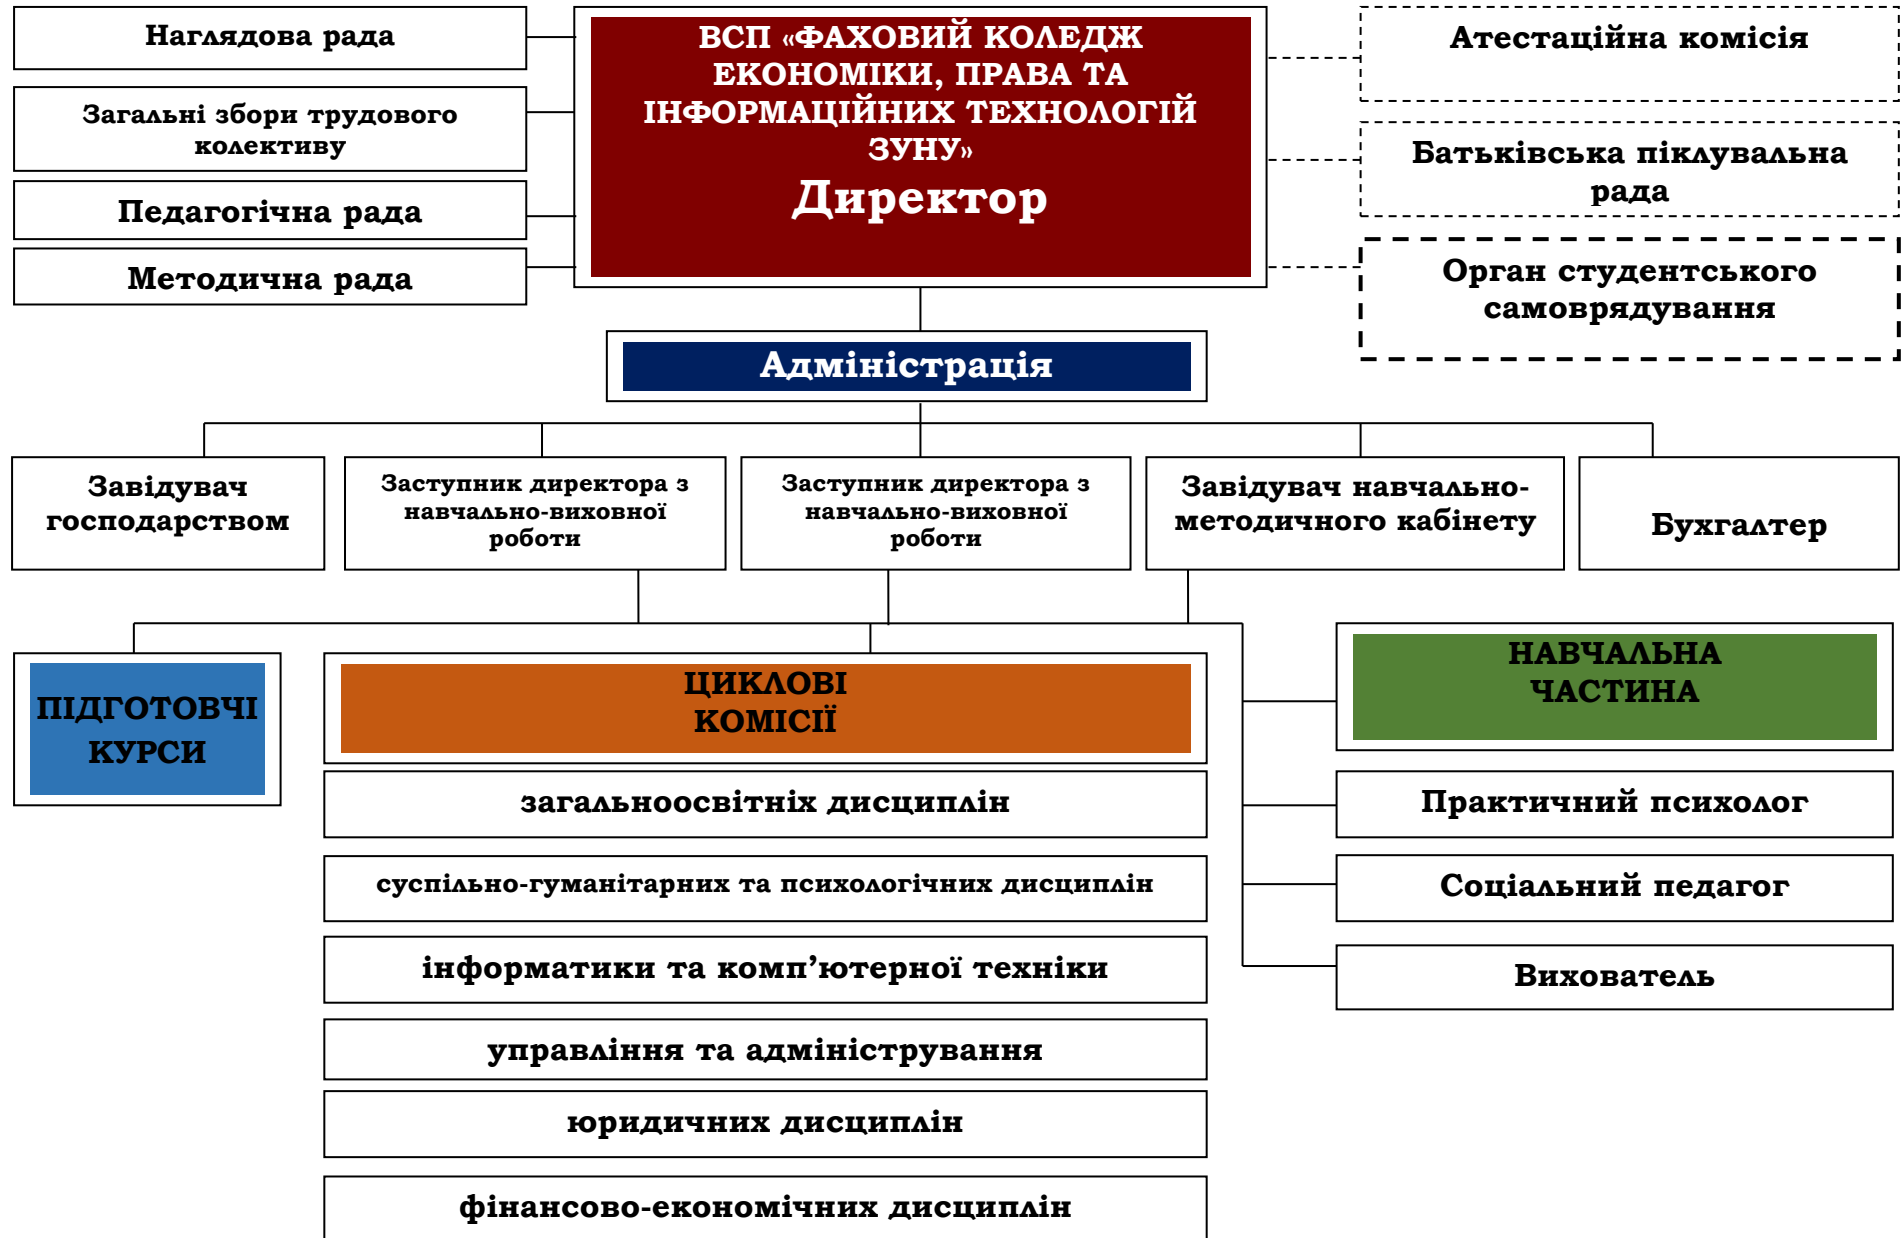 Наглядова рада
Загальні збори трудового
колективу
Педагогічна рада
Методична рада
ВСП «ФАХОВИЙ КОЛЕДЖ
ЕКОНОМІКИ, ПРАВА ТА
ІНФОРМАЦІЙНИХ ТЕХНОЛОГІЙ
ЗУНУ»
Директор
Атестаційна комісія
Батьківська піклувальна
рада
Орган студентського
самоврядування
Адміністрація
Завідувач
господарством
Заступник директора з
навчально-виховної
роботи
Заступник директора з
навчально-виховної
роботи
Завідувач навчально-
методичного кабінету
Бухгалтер
ПІДГОТОВЧІ
КУРСИ
ЦИКЛОВІ
КОМІСІЇ
загальноосвітніх дисциплін
суспільно-гуманітарних та психологічних дисциплін
інформатики та комп’ютерної техніки
управління та адміністрування
юридичних дисциплін
фінансово-економічних дисциплін
НАВЧАЛЬНА
ЧАСТИНА
Практичний психолог
Соціальний педагог
Вихователь